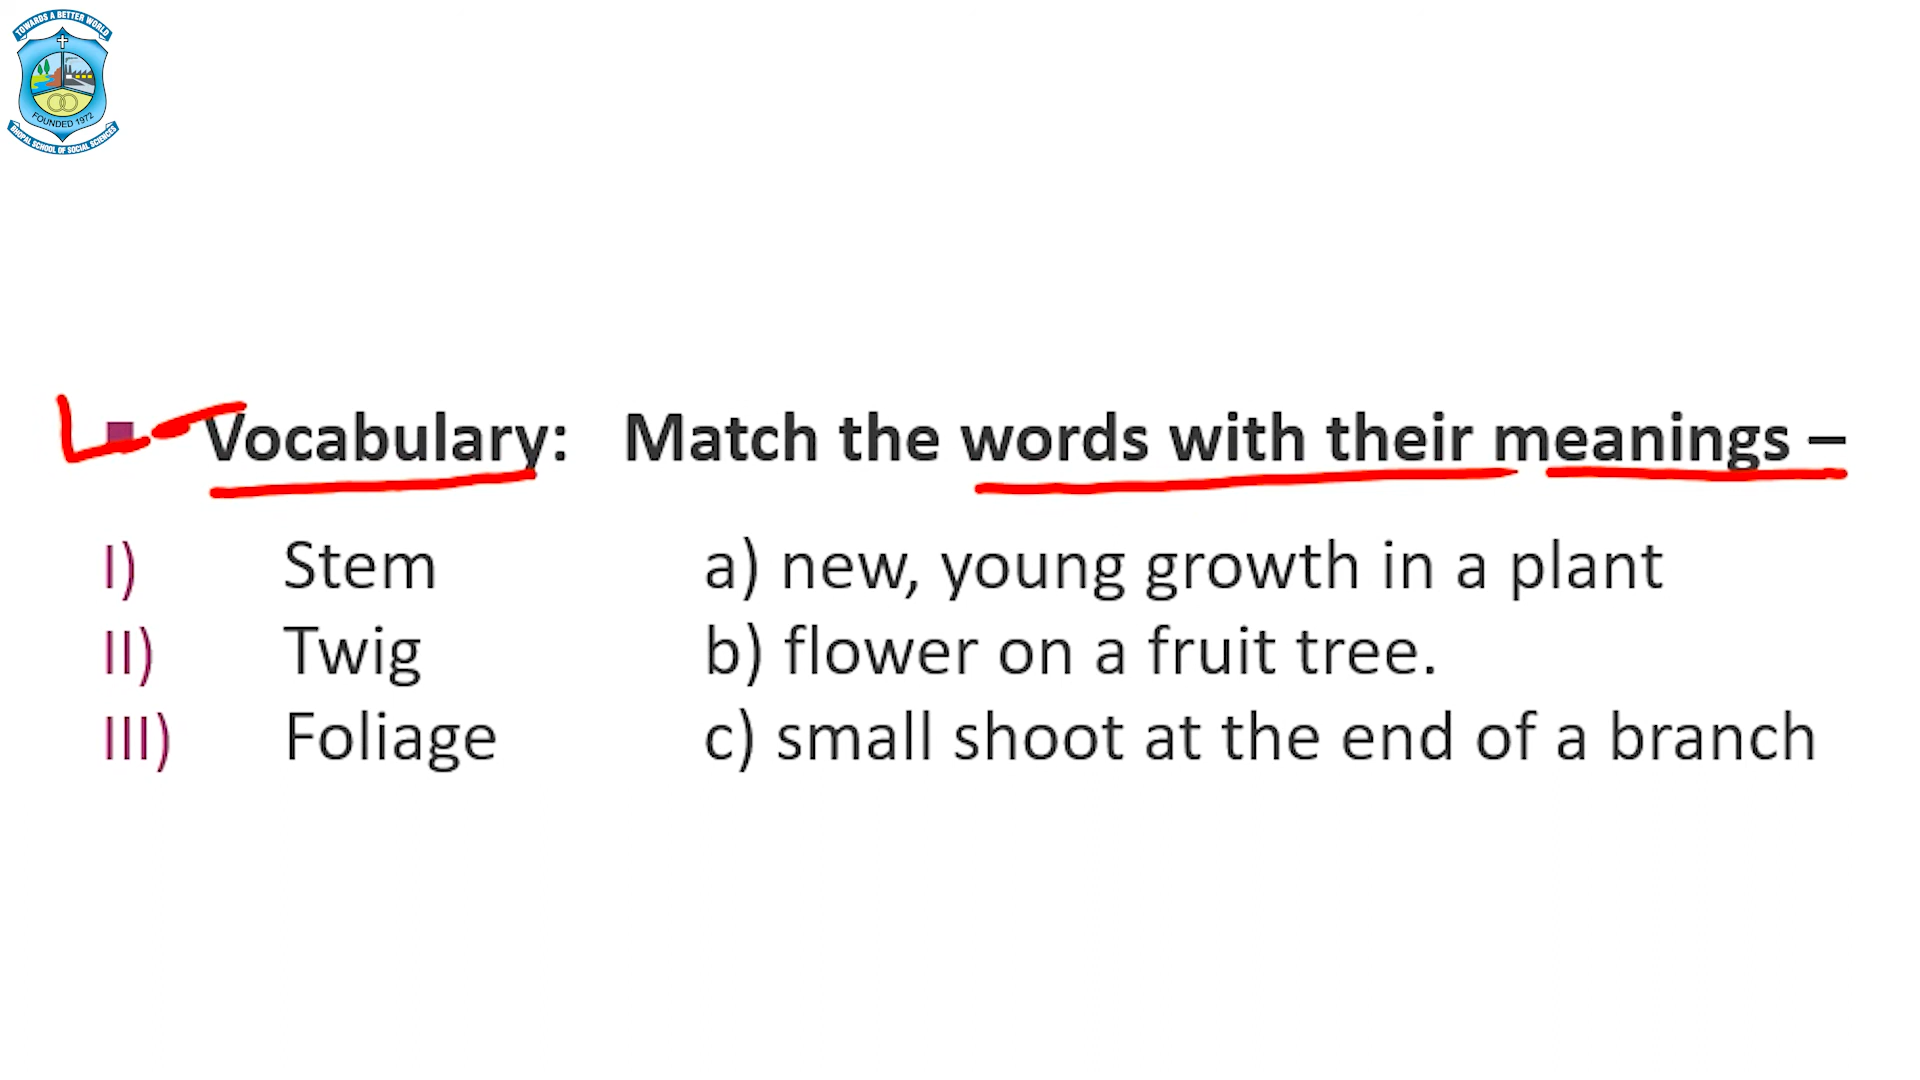 TOWARDS A BETTER WORLD
FOUNDED 1972
BHOPAL SCHOOL OF SOCIAL SCIENCES
Vocabulary: Match the words with their meanings –
I) Stem a) new, young growth in a plant
II) Twig b) flower on a fruit tree.
III) Foliage c) small shoot at the end of a branch